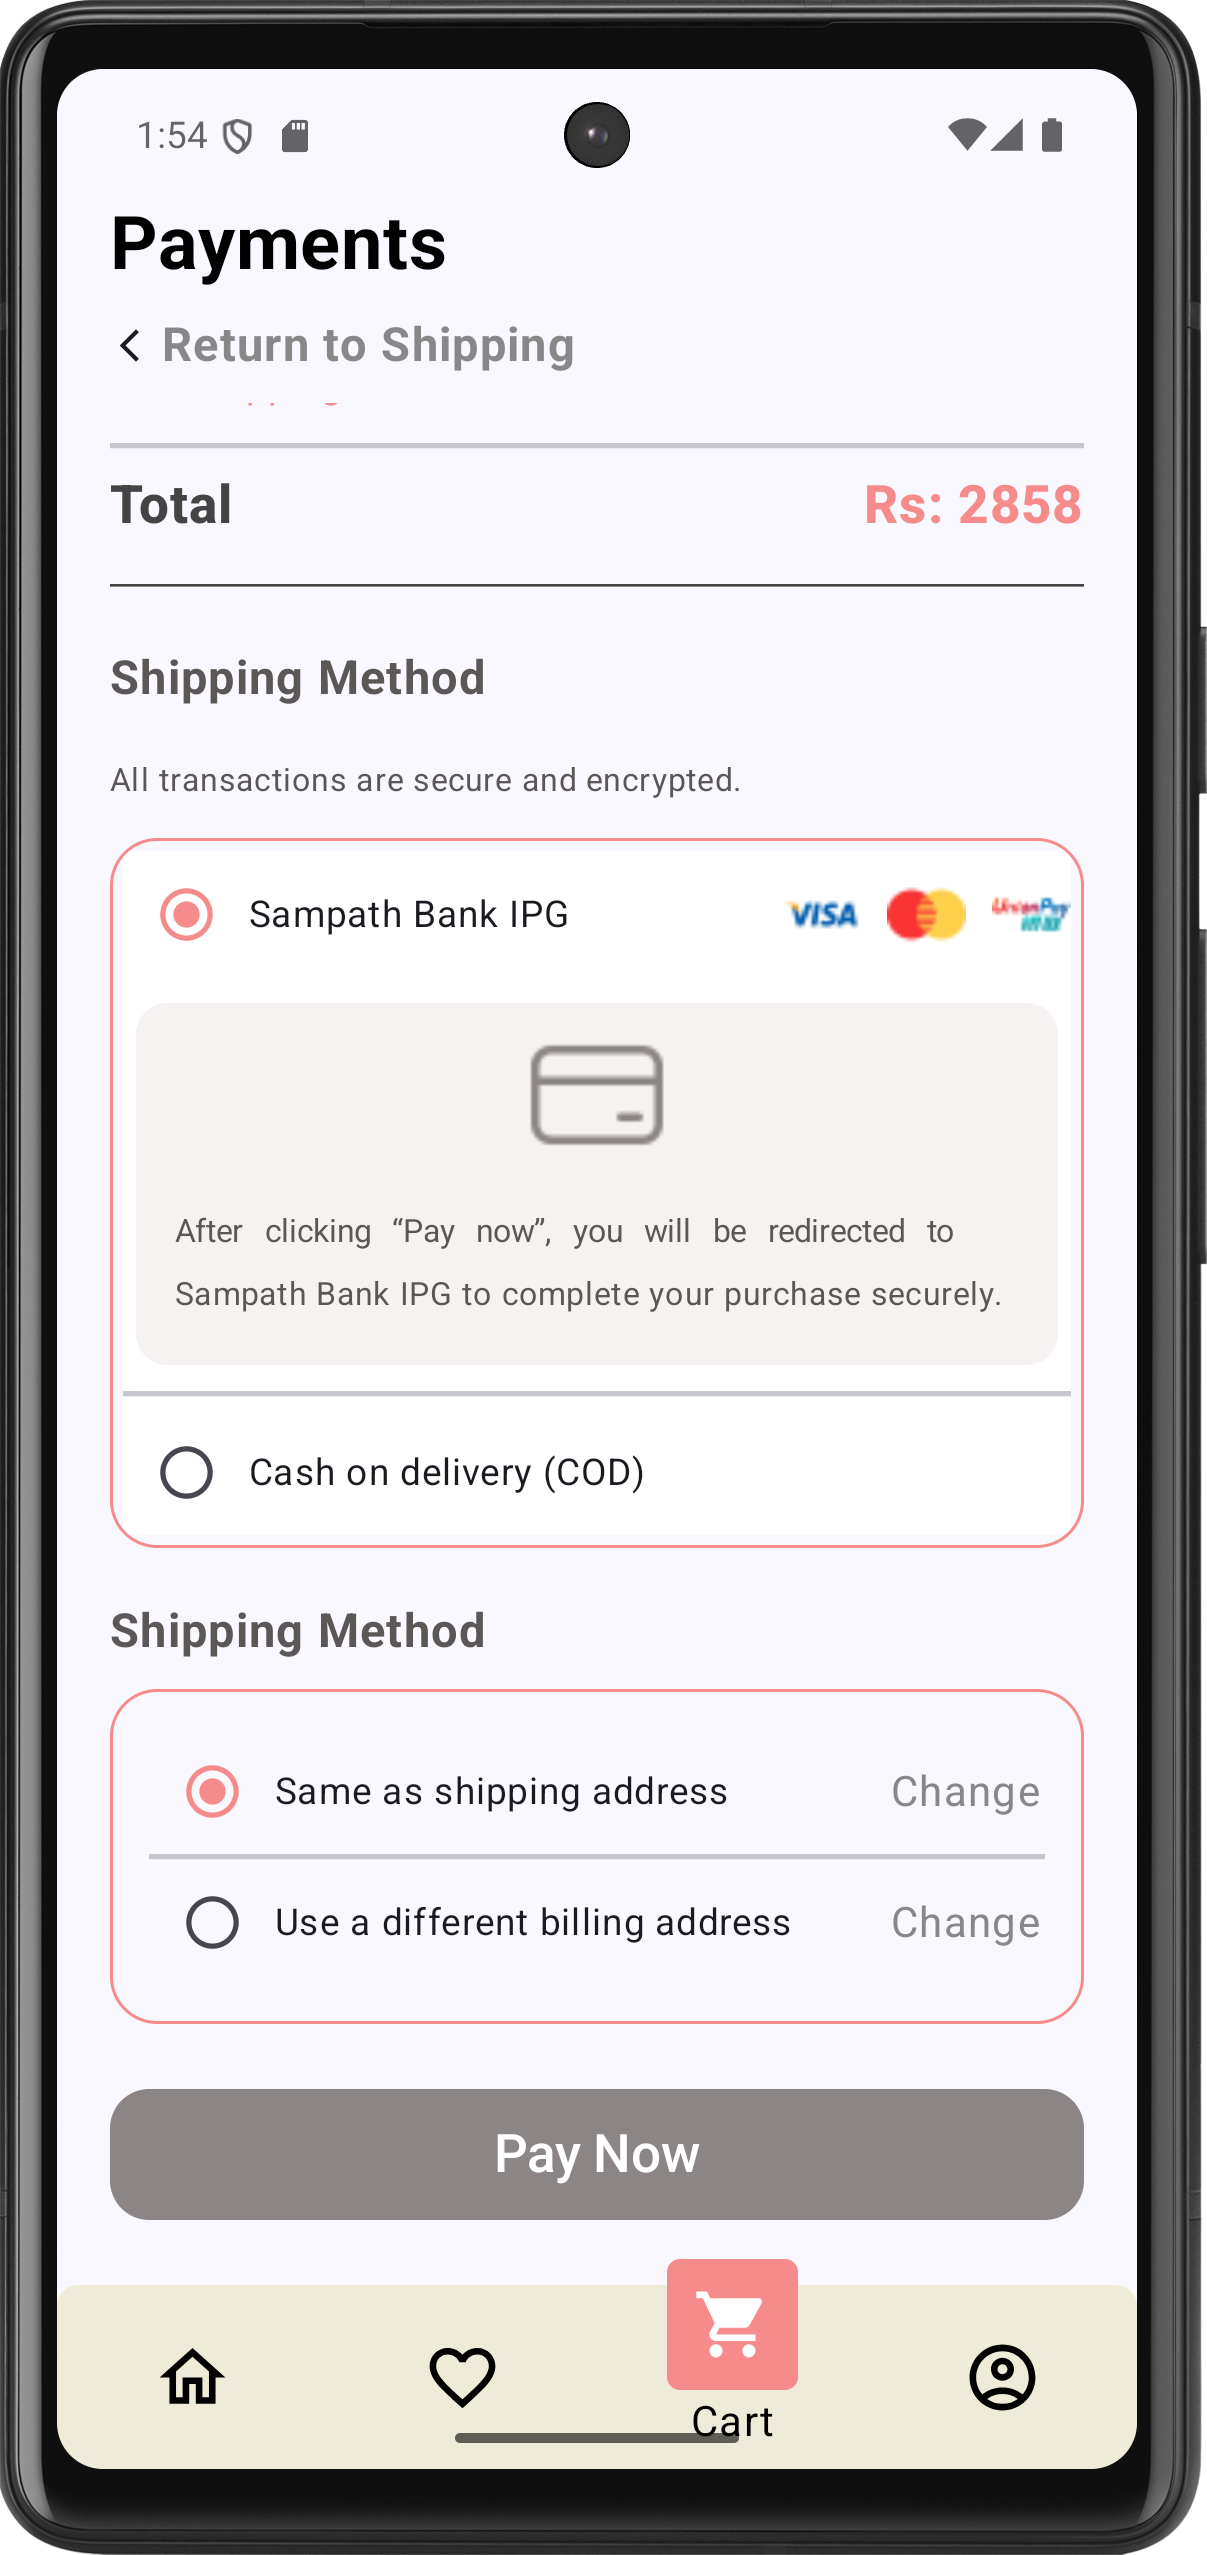 1:54
Payments
Return to Shipping
Total
Rs: 2858
Shipping Method
All transactions are secure and encrypted.
Sampath Bank IPG
VISA
UnionPay
银联
After clicking “Pay now”, you will be redirected to
Sampath Bank IPG to complete your purchase securely.
Cash on delivery (COD)
Shipping Method
Same as shipping address
Change
Use a different billing address
Change
Pay Now
Cart